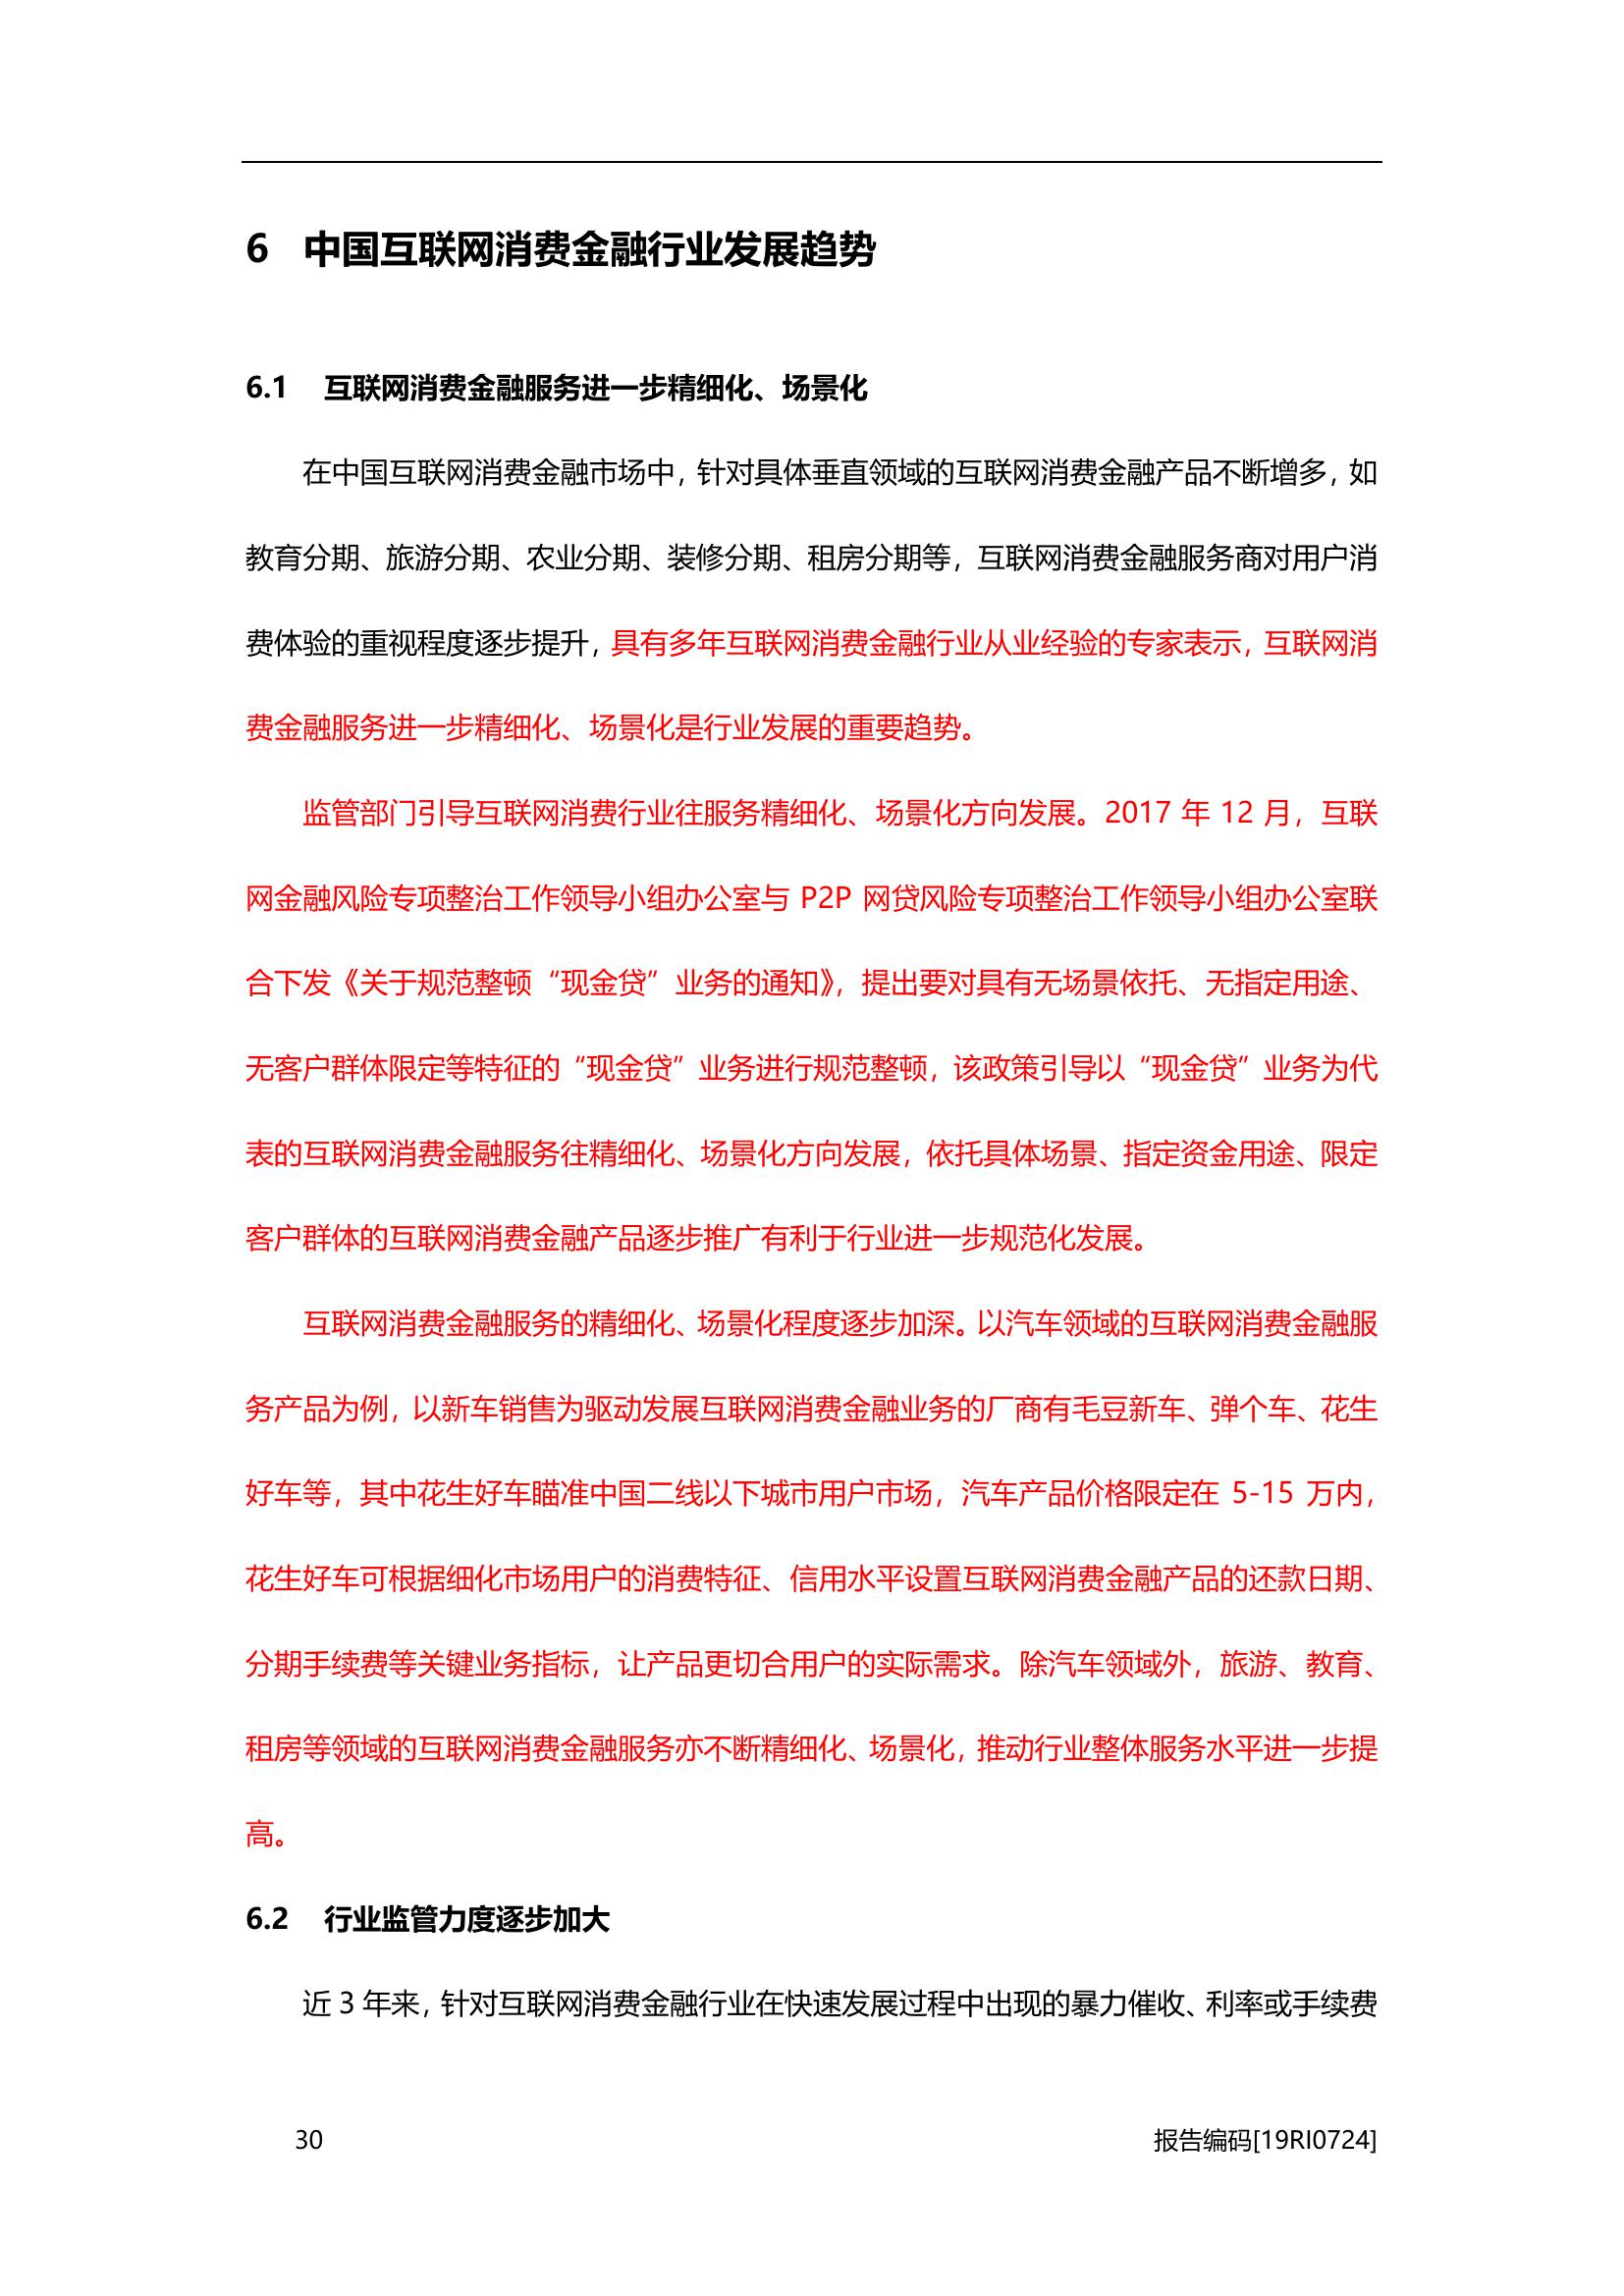 6 中国互联网消费金融行业发展趋势
6.1 互联网消费金融服务进一步精细化、场景化
在中国互联网消费金融市场中，针对具体垂直领域的互联网消费金融产品不断增多，如
教育分期、旅游分期、农业分期、装修分期、租房分期等，互联网消费金融服务商对用户消
费体验的重视程度逐步提升，具有多年互联网消费金融行业从业经验的专家表示，互联网消
费金融服务进一步精细化、场景化是行业发展的重要趋势。
监管部门引导互联网消费行业往服务精细化、场景化方向发展。2017 年 12 月，互联
网金融风险专项整治工作领导小组办公室与 P2P 网贷风险专项整治工作领导小组办公室联
合下发《关于规范整顿“现金贷”业务的通知》，提出要对具有无场景依托、无指定用途、
无客户群体限定等特征的“现金贷”业务进行规范整顿，该政策引导以“现金贷”业务为代
表的互联网消费金融服务往精细化、场景化方向发展，依托具体场景、指定资金用途、限定
客户群体的互联网消费金融产品逐步推广有利于行业进一步规范化发展。
互联网消费金融服务的精细化、场景化程度逐步加深。以汽车领域的互联网消费金融服
务产品为例，以新车销售为驱动发展互联网消费金融业务的厂商有毛豆新车、弹个车、花生
好车等，其中花生好车瞄准中国二线以下城市用户市场，汽车产品价格限定在 5-15 万内，
花生好车可根据细化市场用户的消费特征、信用水平设置互联网消费金融产品的还款日期、
分期手续费等关键业务指标，让产品更切合用户的实际需求。除汽车领域外，旅游、教育、
租房等领域的互联网消费金融服务亦不断精细化、场景化，推动行业整体服务水平进一步提
高。
6.2 行业监管力度逐步加大
近 3 年来，针对互联网消费金融行业在快速发展过程中出现的暴力催收、利率或手续费
30 报告编码[19RI0724]